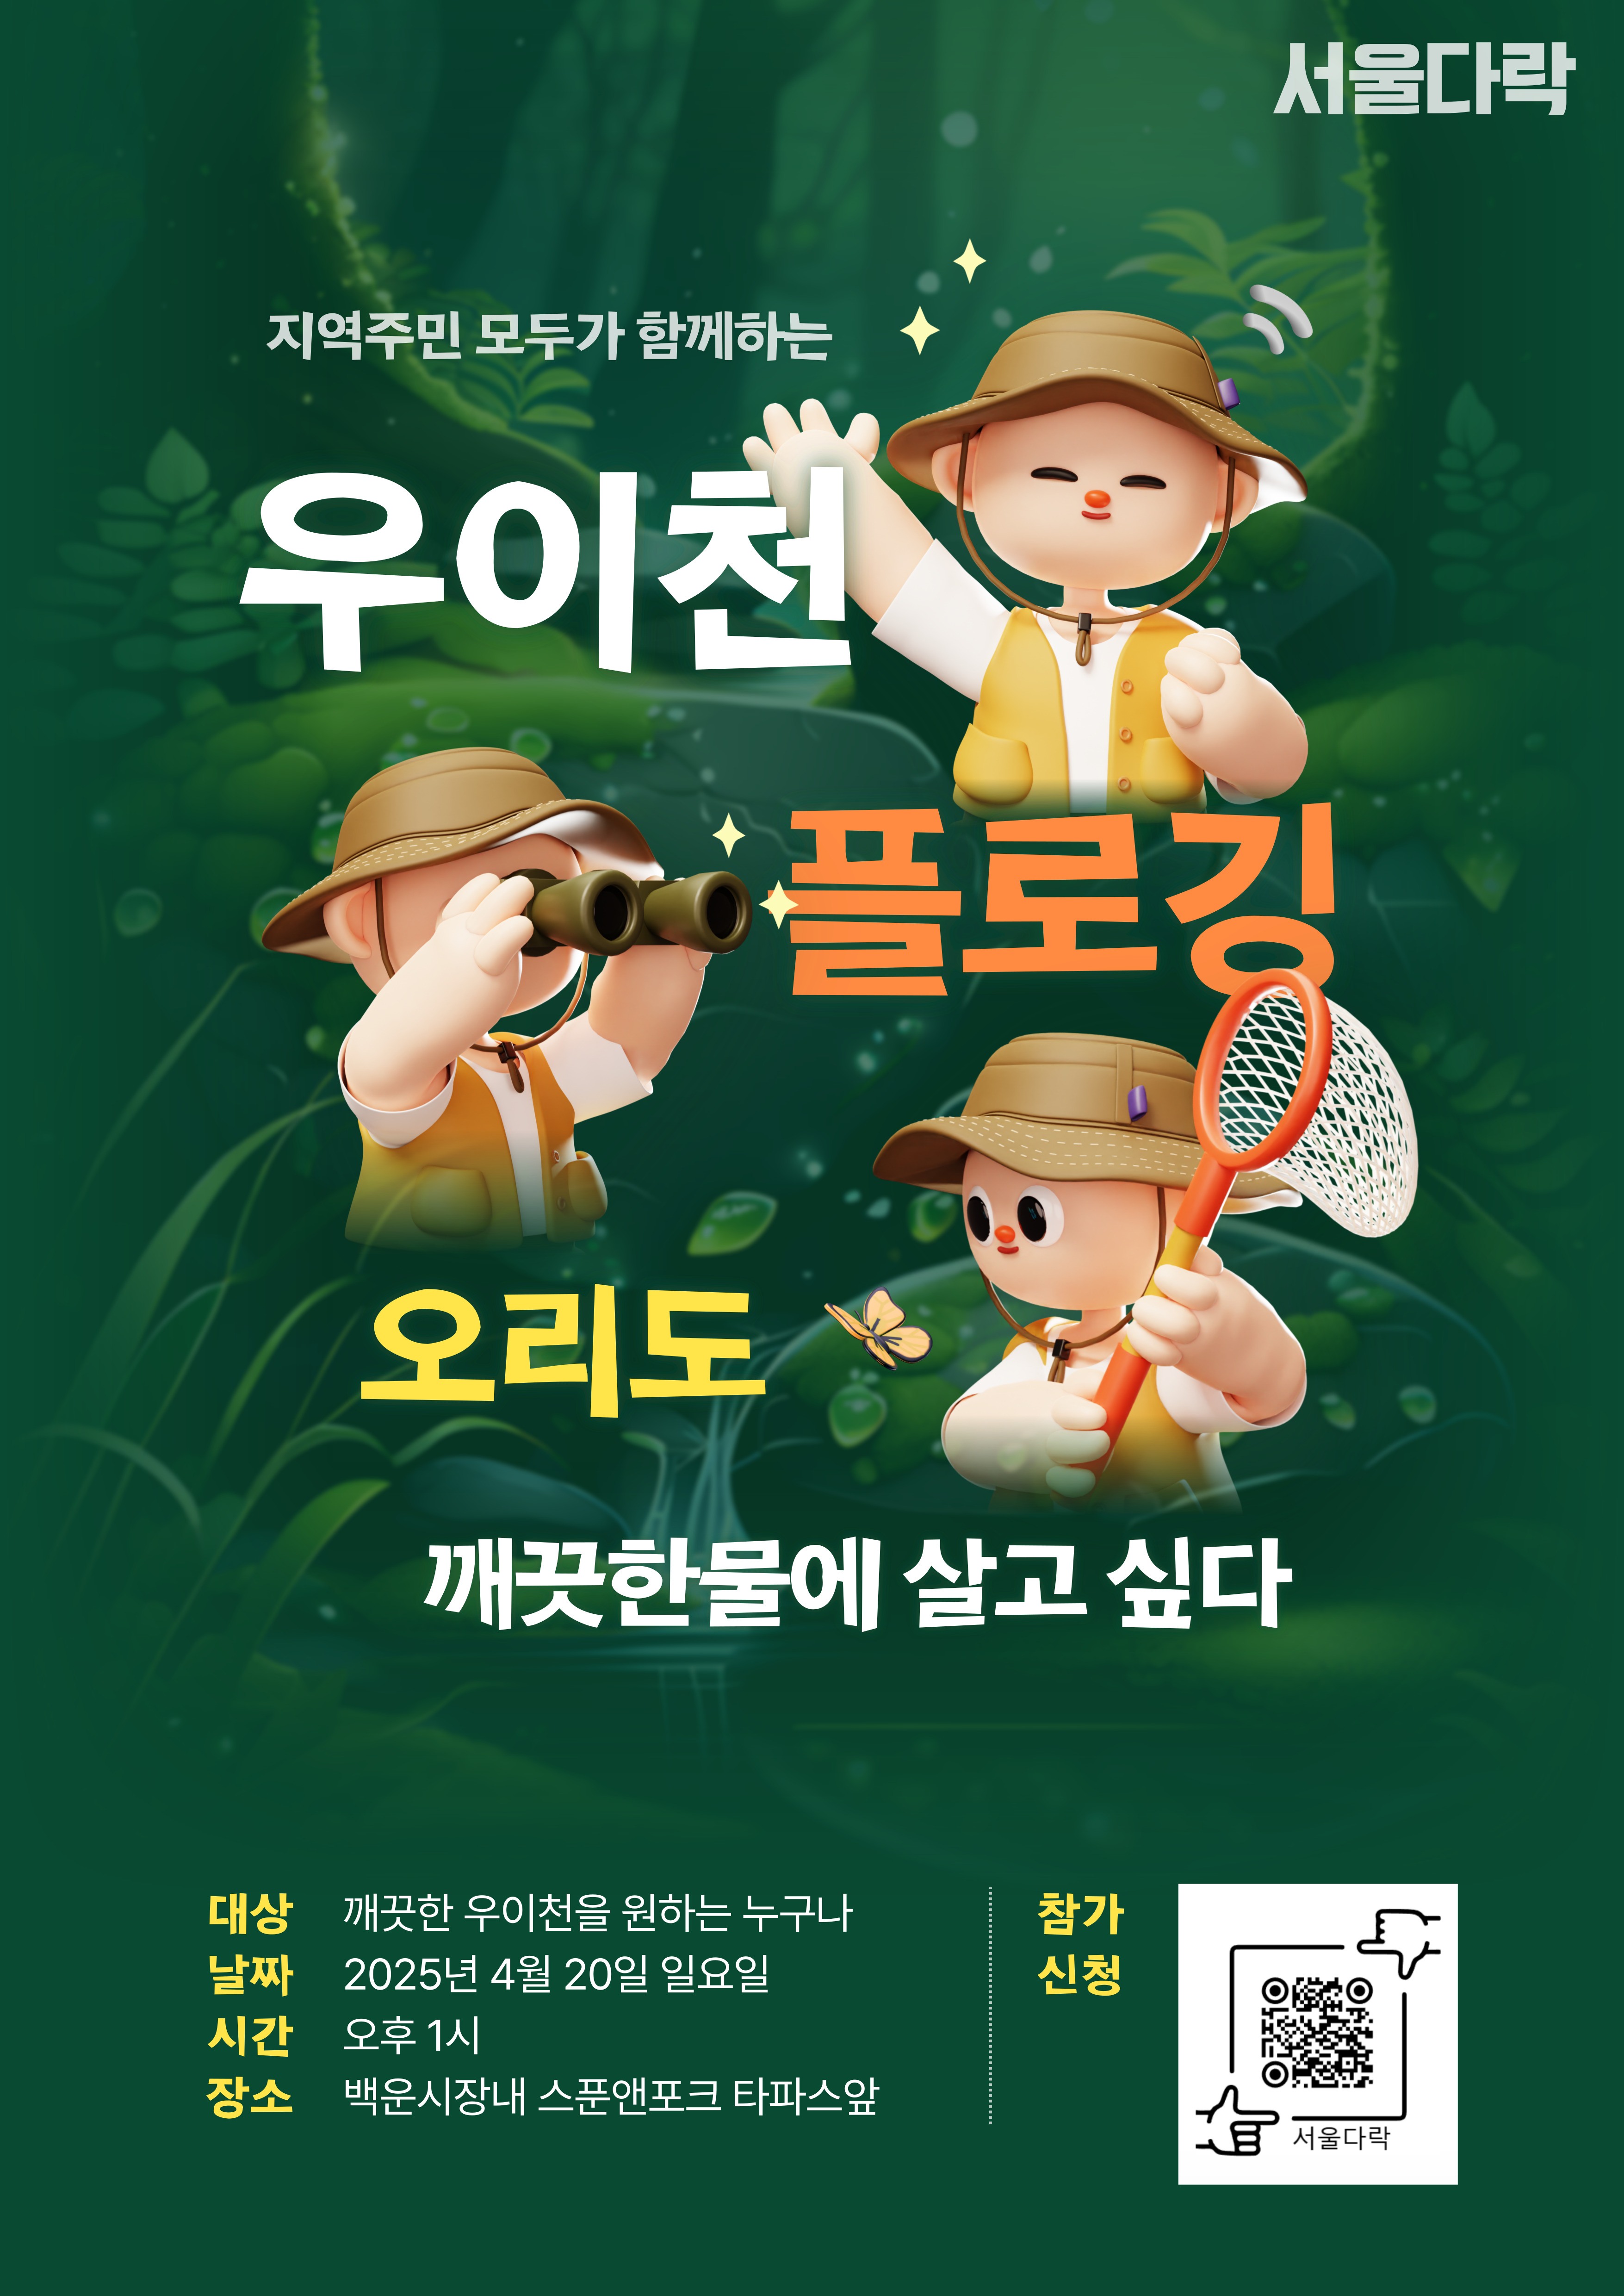 서울다락
지역주민 모두가 함께하는
우이천
플로깅
오리도
깨끗한물에 살고 싶다
대상 깨끗한 우이천을 원하는 누구나
날짜 2025년 4월 20일 일요일
시간 오후 1시
장소 백운시장내 스푼앤포크 타파스앞
참가
신청
서울다락